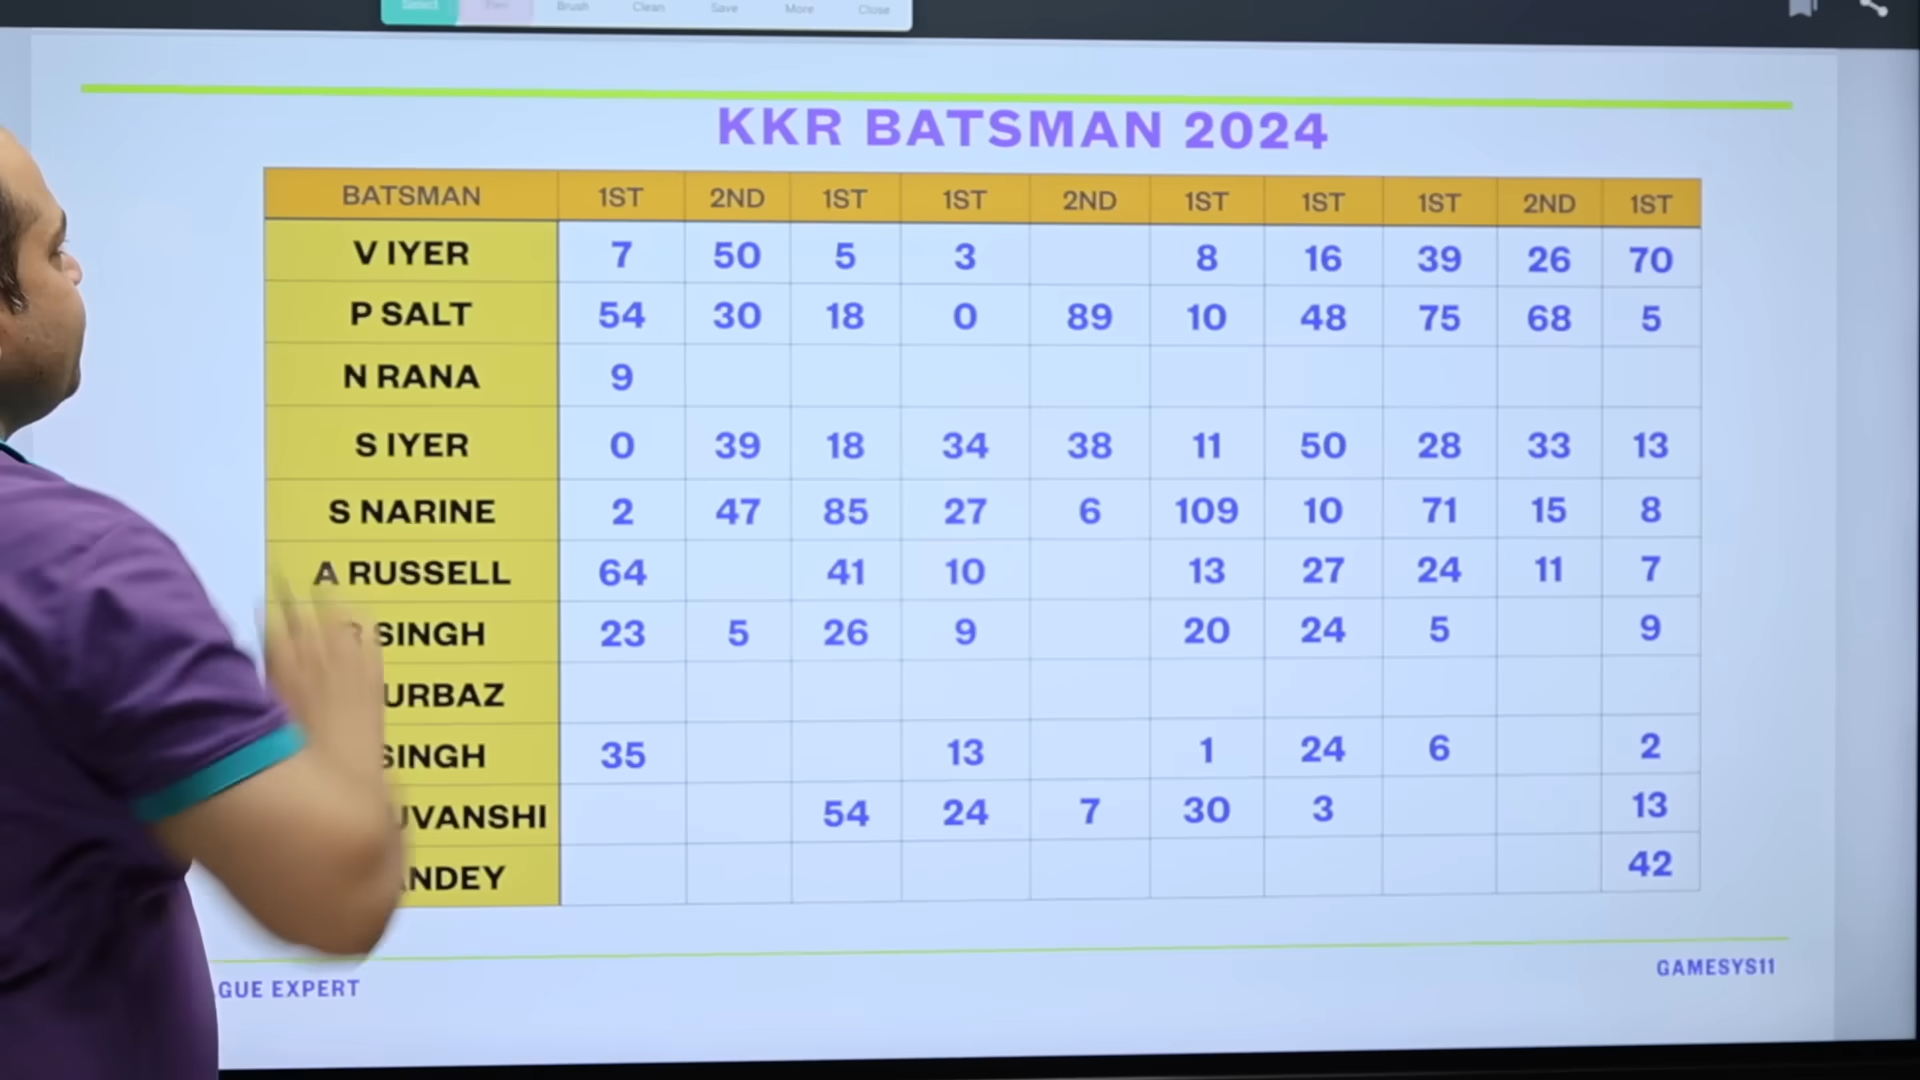 Select Brush Clean Save More Close
KKR BATSMAN 2024
BATSMAN 1ST 2ND 1ST 1ST 2ND 1ST 1ST 1ST 2ND 1ST
V IYER 7 50 5 3 8 16 39 26 70
P SALT 54 30 18 0 89 10 48 75 68 5
N RANA 9
S IYER 0 39 18 34 38 11 50 28 33 13
S NARINE 2 47 85 27 6 109 10 71 15 8
A RUSSELL 64 41 10 13 27 24 11 7
SINGH 23 5 26 9 20 24 5 9
URBAZ
SINGH 35 13 1 24 6 2
UVANSHI 54 24 7 30 3 13
NDEY 42
GUE EXPERT
GAMESYS11